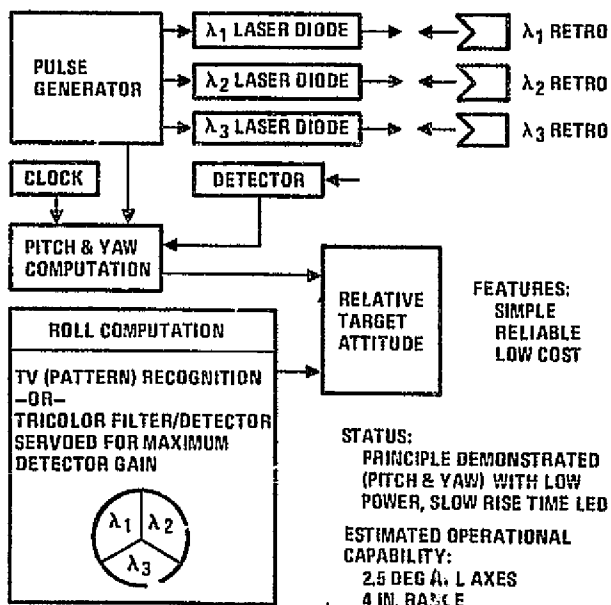 PULSE
GENERATOR
λ1 LASER DIODE
λ1 RETRO
λ2 LASER DIODE
λ2 RETRO
λ3 LASER DIODE
λ3 RETRO
CLOCK
DETECTOR
PITCH & YAW
COMPUTATION
RELATIVE
TARGET
ATTITUDE
FEATURES:
SIMPLE
RELIABLE
LOW COST
ROLL COMPUTATION
TV (PATTERN) RECOGNITION
–OR–
TRICOLOR FILTER/DETECTOR
SERVOED FOR MAXIMUM
DETECTOR GAIN
λ1 λ2
λ3
STATUS:
PRINCIPLE DEMONSTRATED
(PITCH & YAW) WITH LOW
POWER, SLOW RISE TIME LED
ESTIMATED OPERATIONAL
CAPABILITY:
2.5 DEG AXES
4 IN. RANGE